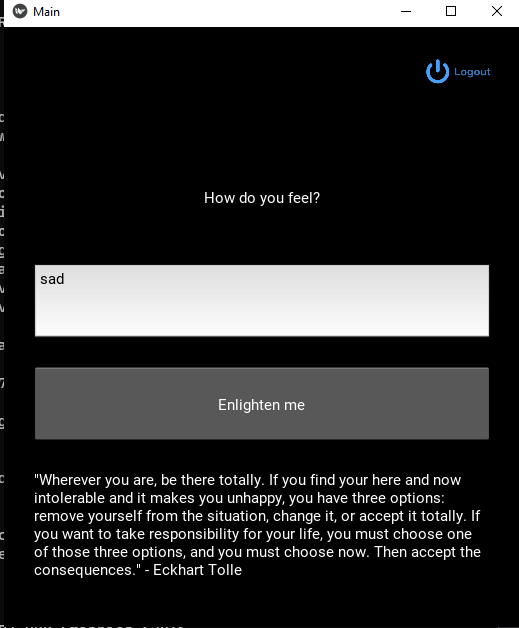 Main
Logout
How do you feel?
sad
Enlighten me
"Wherever you are, be there totally. If you find your here and now
intolerable and it makes you unhappy, you have three options:
remove yourself from the situation, change it, or accept it totally. If
you want to take responsibility for your life, you must choose one
of those three options, and you must choose now. Then accept the
consequences." - Eckhart Tolle